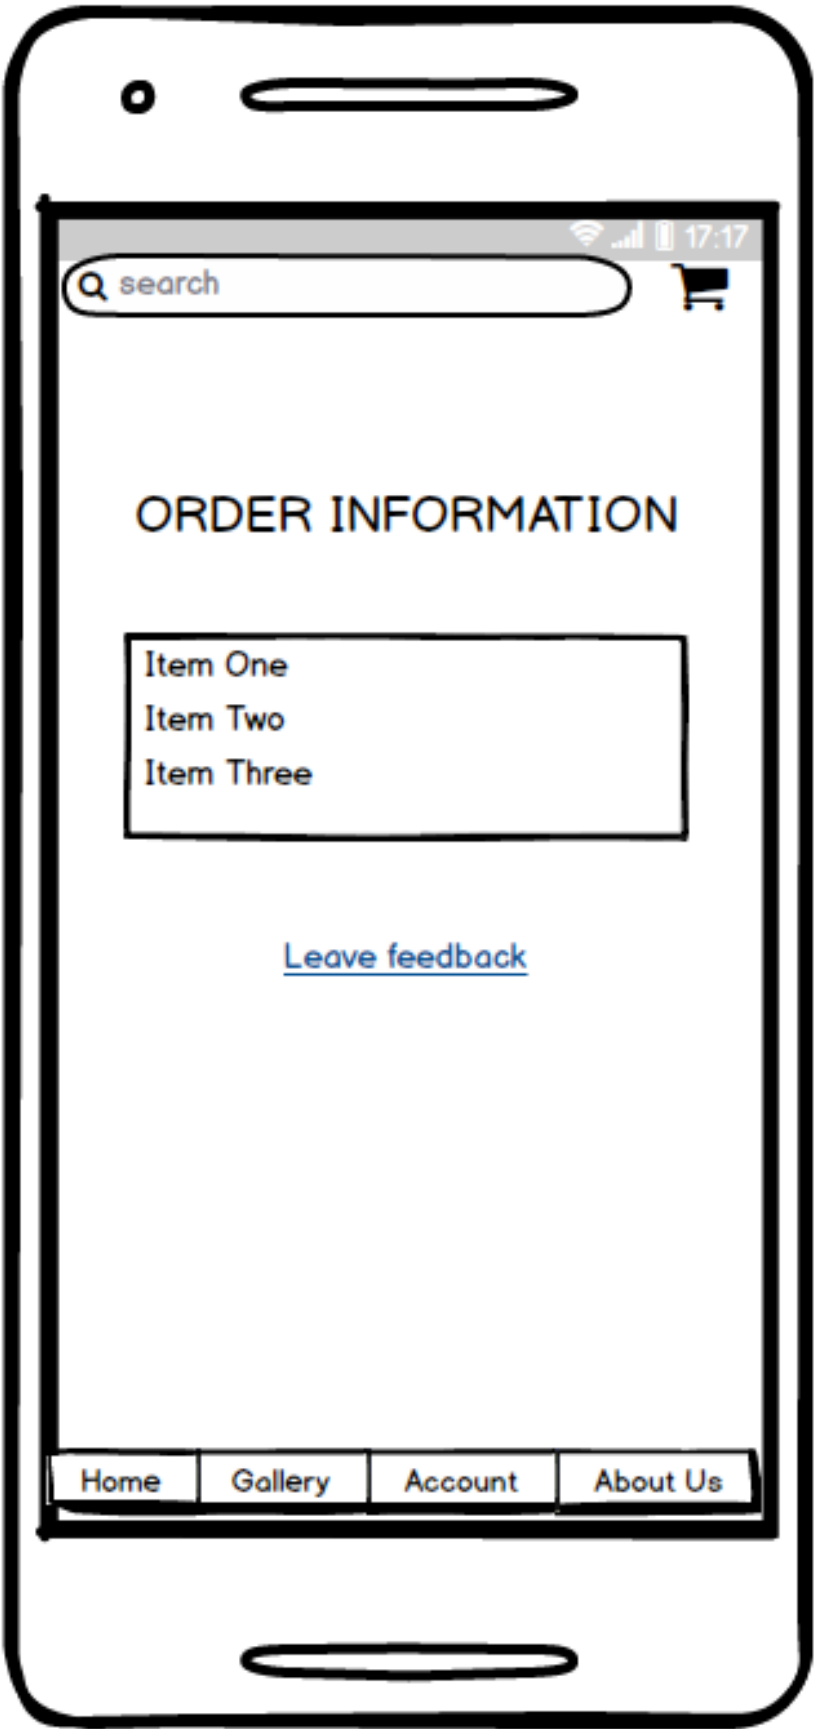 17:17
search
ORDER INFORMATION
Item One
Item Two
Item Three
Leave feedback
Home Gallery Account About Us